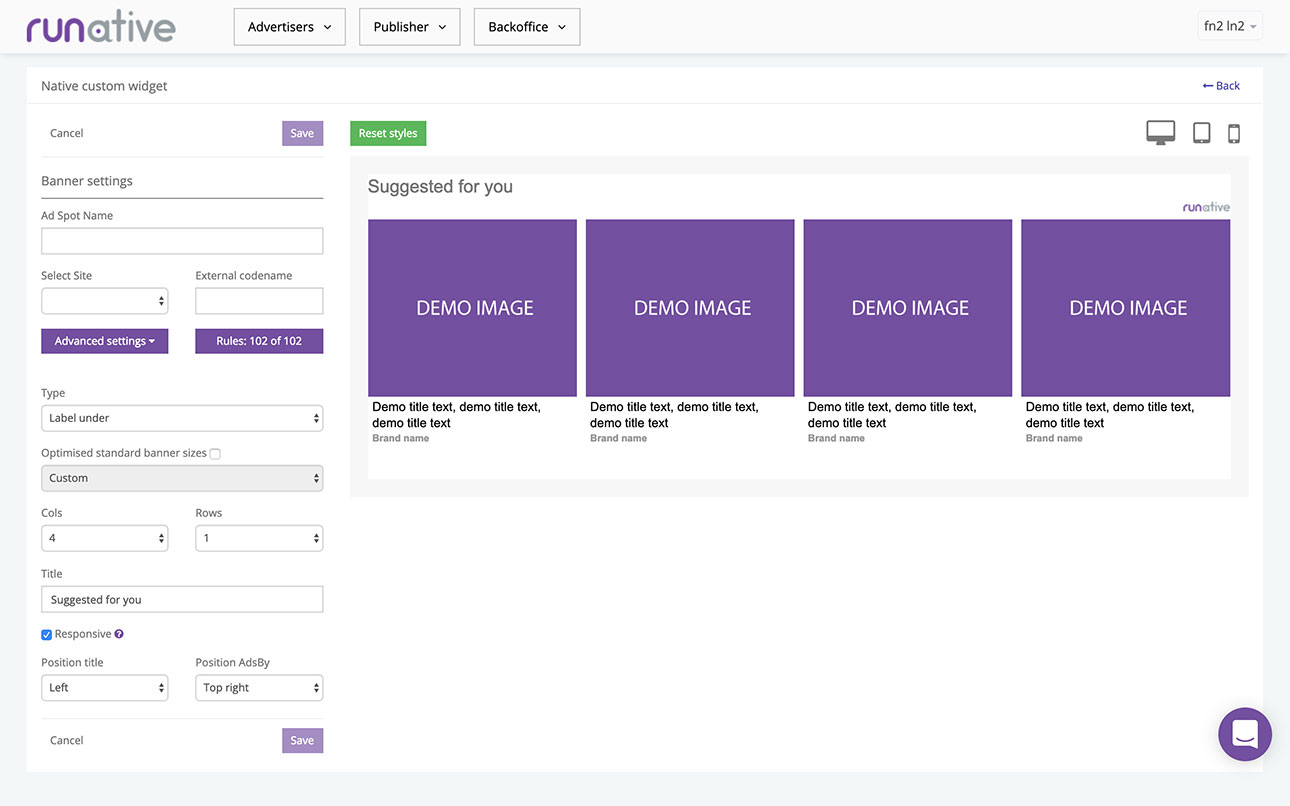 runative
Advertisers
Publisher
Backoffice
fn2 ln2
Native custom widget
Back
Cancel
Save
Reset styles
Banner settings
Ad Spot Name
Select Site
External codename
Advanced settings
Rules: 102 of 102
Type
Label under
Optimised standard banner sizes
Custom
Cols
Rows
4
1
Title
Suggested for you
Responsive ?
Position title
Position AdsBy
Left
Top right
Cancel
Save
Suggested for you
runative
DEMO IMAGE
DEMO IMAGE
DEMO IMAGE
DEMO IMAGE
Demo title text, demo title text,
demo title text
Brand name
Demo title text, demo title text,
demo title text
Brand name
Demo title text, demo title text,
demo title text
Brand name
Demo title text, demo title text,
demo title text
Brand name